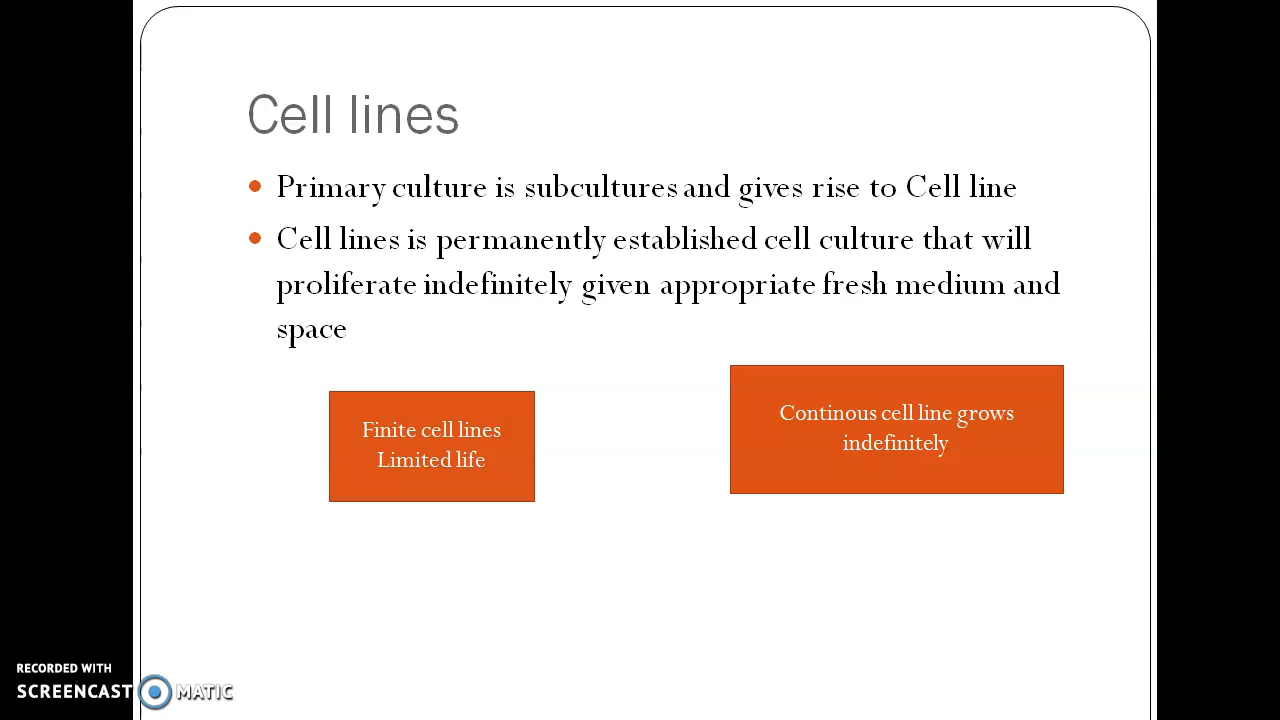 Cell lines
Primary culture is subcultures and gives rise to Cell line
Cell lines is permanently established cell culture that will
proliferate indefinitely given appropriate fresh medium and
space
Finite cell lines
Limited life
Continous cell line grows
indefinitely
RECORDED WITH
SCREENCAST MATIC